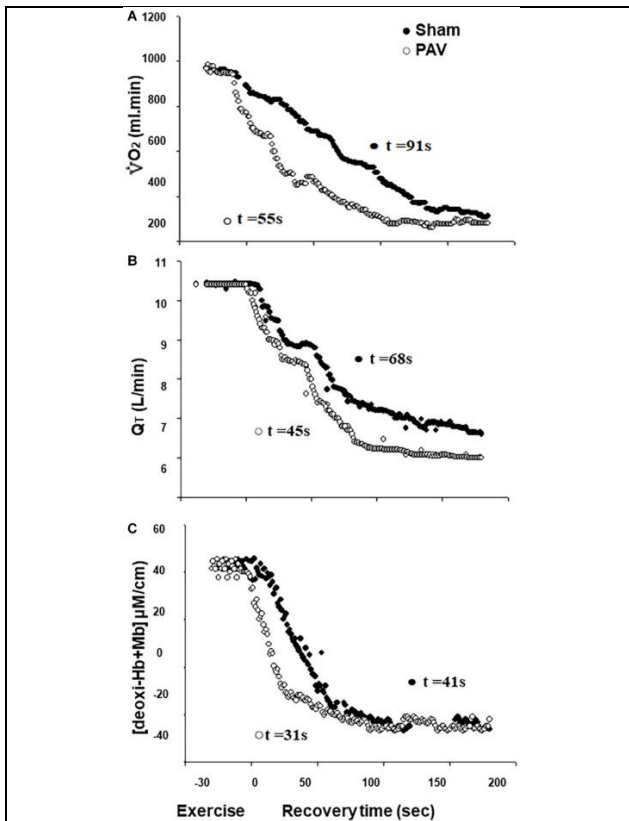 A
● Sham
○ PAV
1200
1000
800
600
400
200
V̇O₂ (ml.min)
● t =91s
○ t =55s
B
11
10
9
8
7
6
QT (L/min)
● t =68s
○ t =45s
C
60
40
20
0
-20
-40
[deoxi-Hb+Mb] µM/cm
● t =41s
○ t =31s
-30 0 50 100 150 200
Exercise Recovery time (sec)